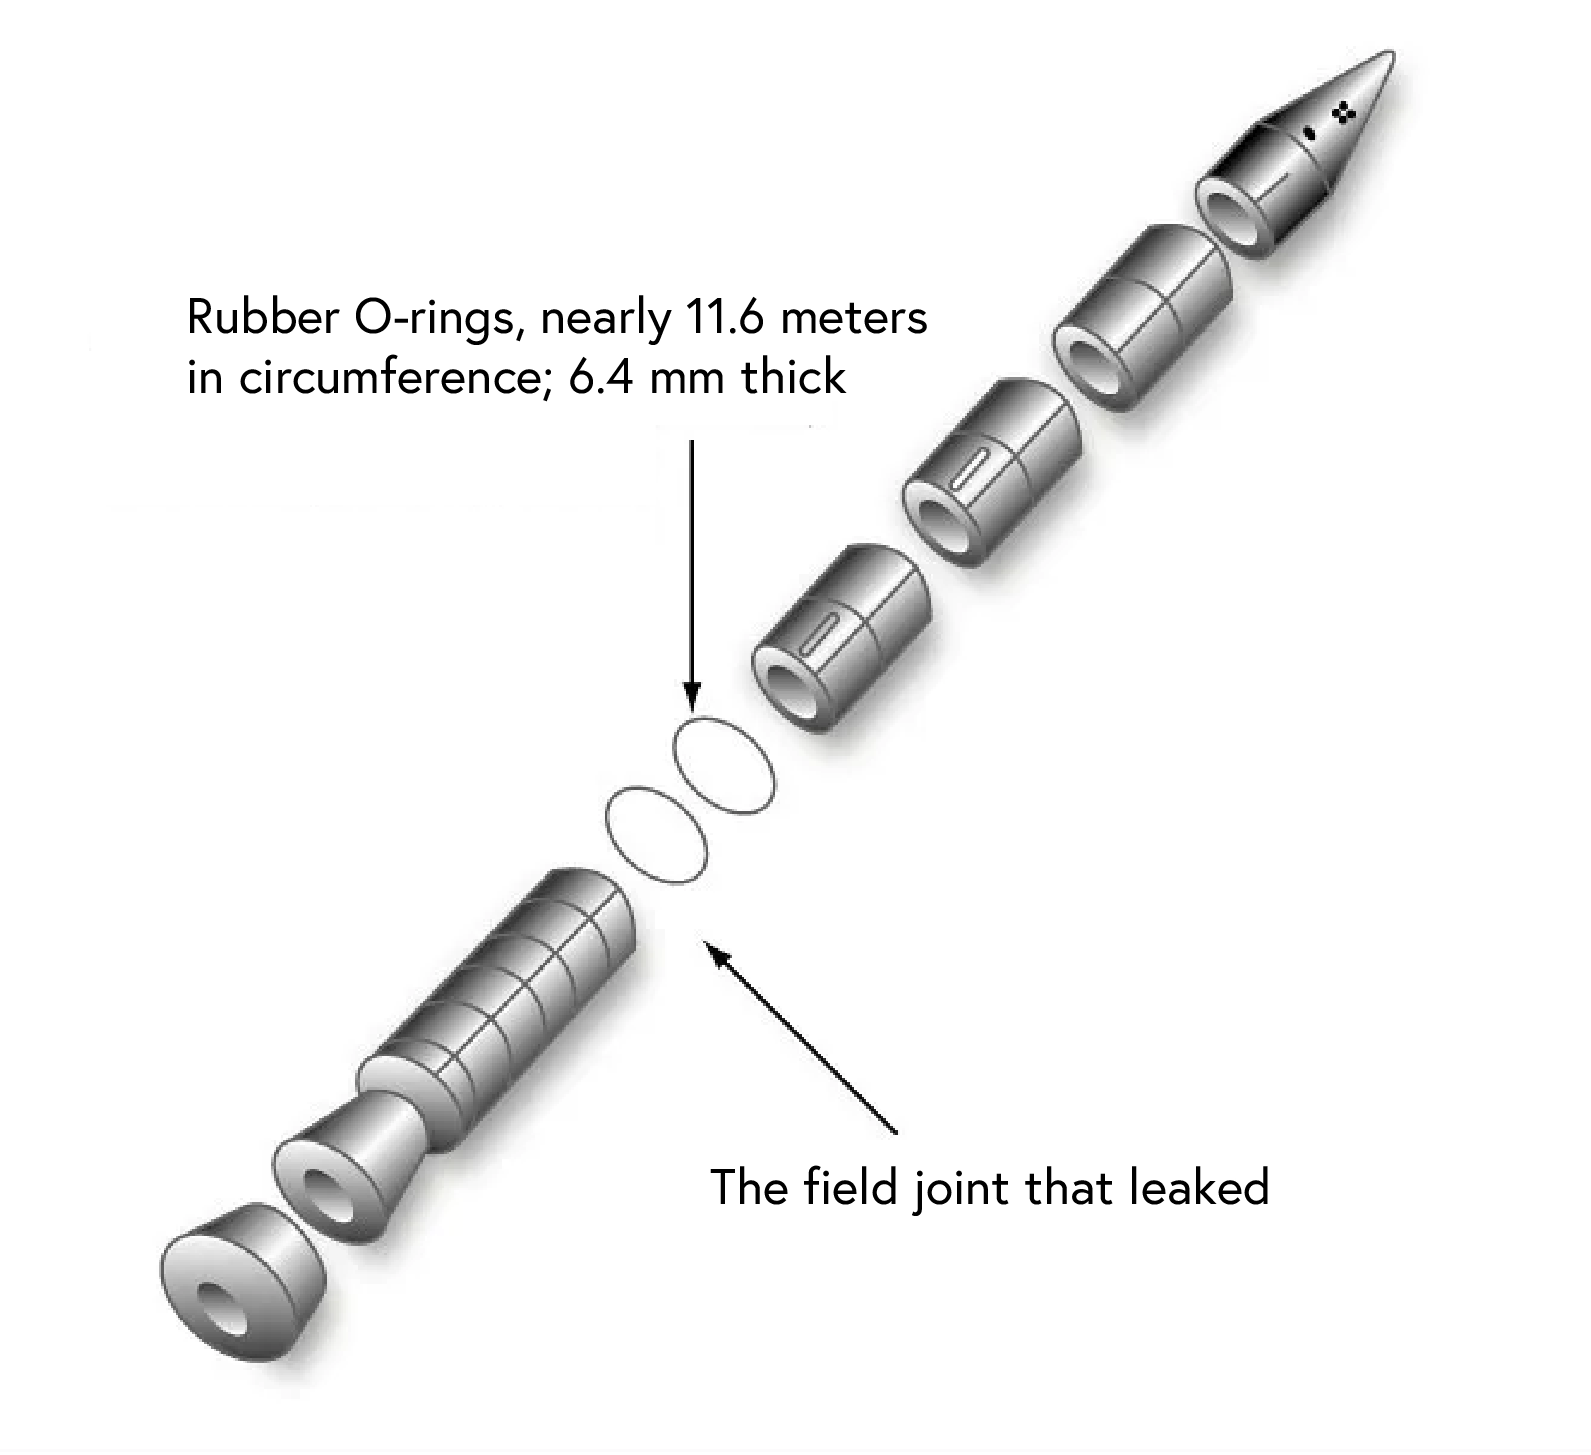 Rubber O-rings, nearly 11.6 meters
in circumference; 6.4 mm thick
The field joint that leaked